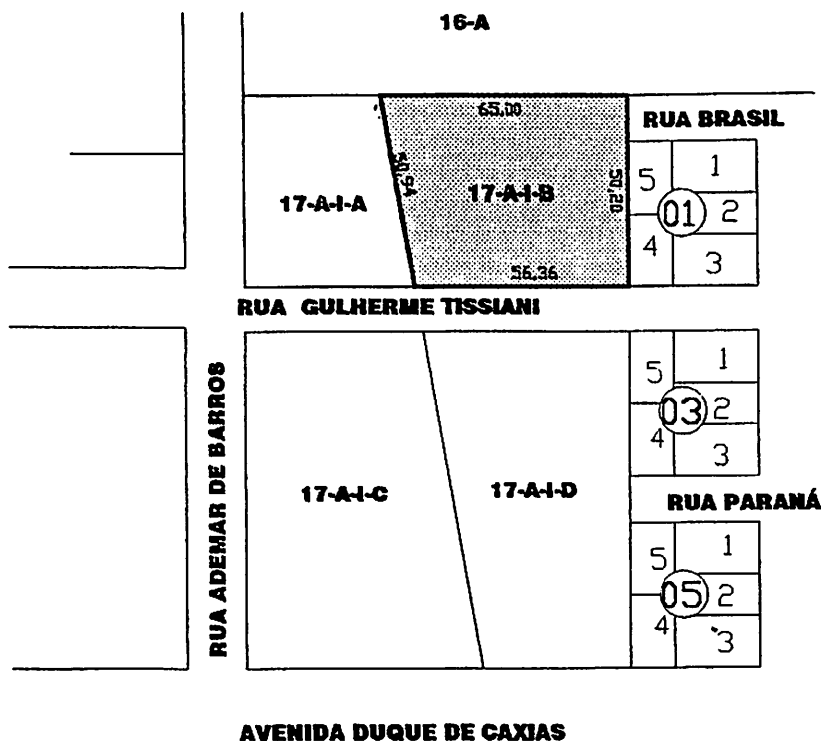 16-A
65,00
RUA BRASIL
50,94
50,20
17-A-I-A
17-A-I-B
5
1
01
2
4
3
56,36
RUA GULHERME TISSIANI
5
1
03
2
4
3
RUA ADEMAR DE BARROS
17-A-I-C
17-A-I-D
RUA PARANÁ
5
1
05
2
4
3
AVENIDA DUQUE DE CAXIAS